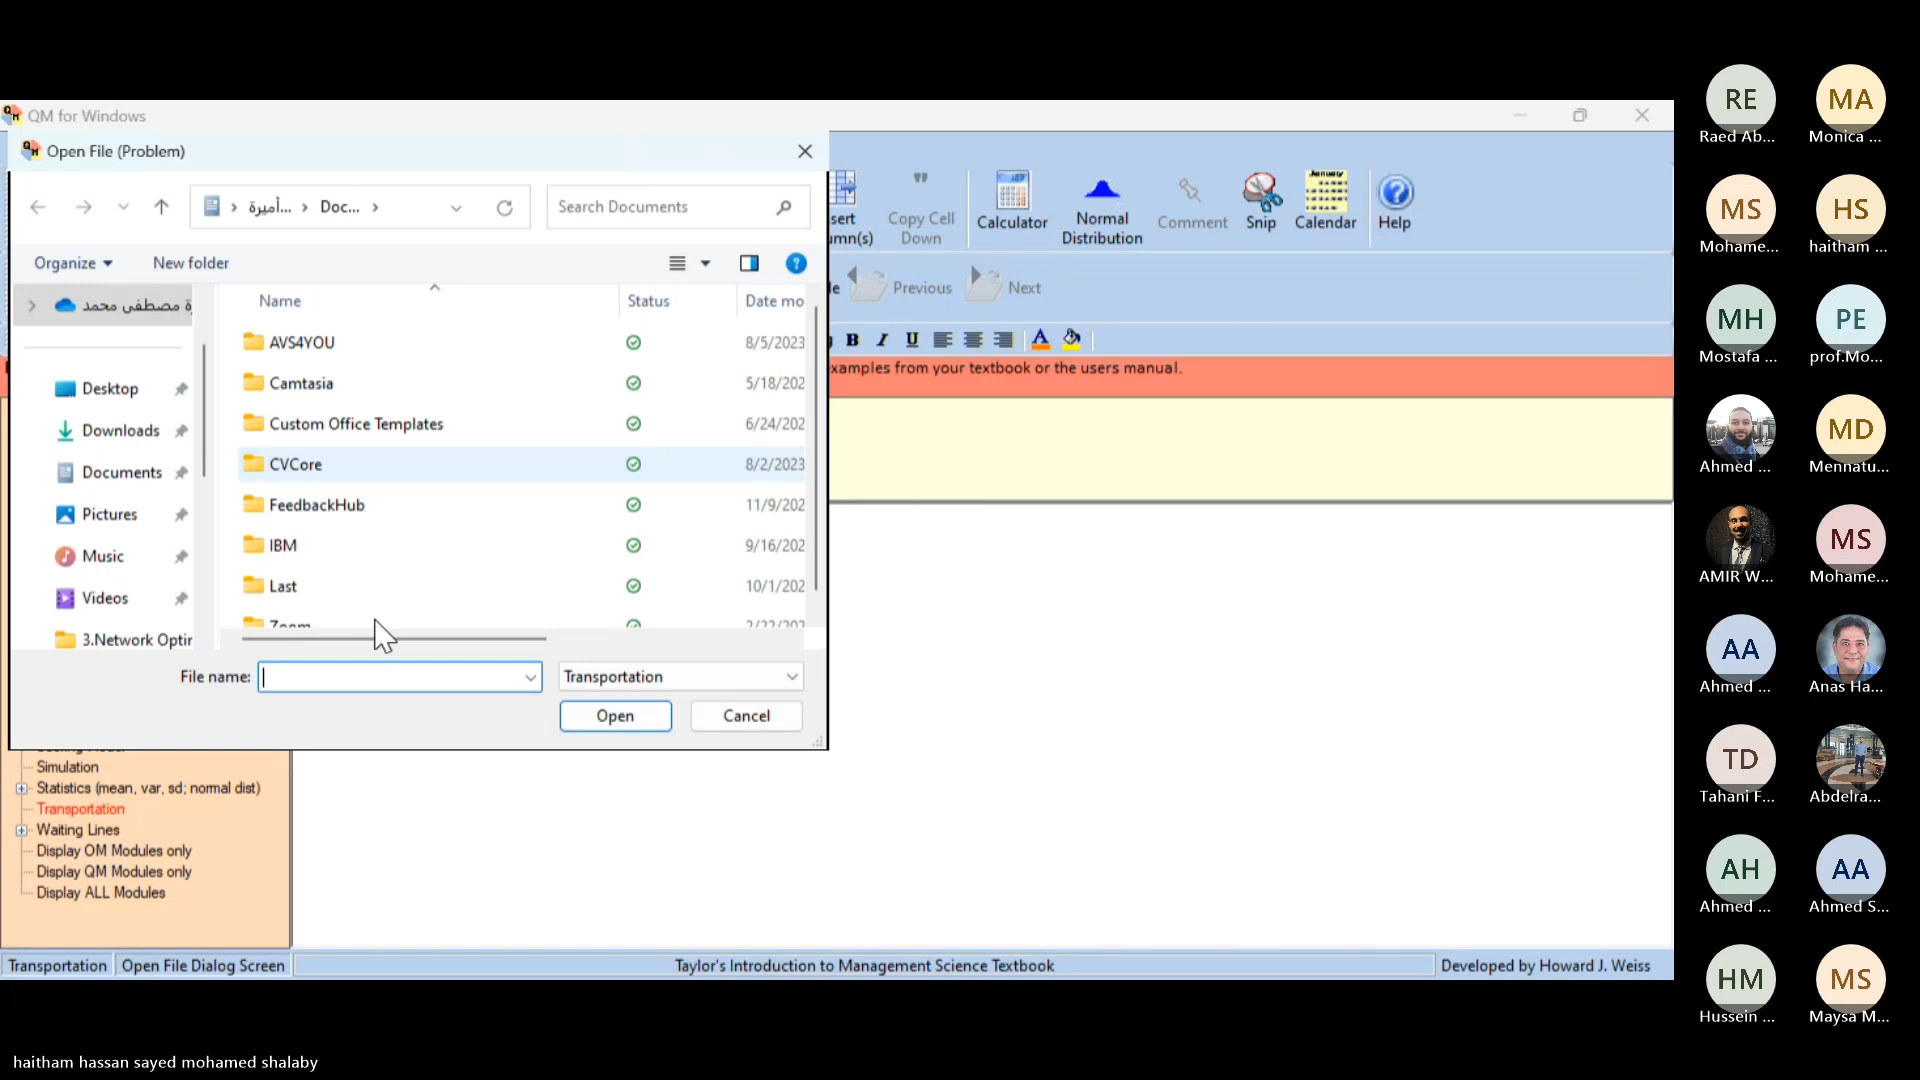 QM for Windows
Open File (Problem)
أميرة... > Doc... >
Search Documents
Organize
New folder
Name
Status
Date mo
مصطفى محمد
Desktop
Downloads
Documents
Pictures
Music
Videos
3.Network Optir
AVS4YOU
8/5/2023
Camtasia
5/18/202
Custom Office Templates
6/24/202
CVCore
8/2/2023
FeedbackHub
11/9/202
IBM
9/16/202
Last
10/1/202
Zoom
2/22/202
File name:
Transportation
Open
Cancel
sert
umn(s)
Copy Cell
Down
Calculator
Normal
Distribution
Comment
Snip
January
Calendar
Help
le
Previous
Next
B I U
A
examples from your textbook or the users manual.
Simulation
Statistics (mean, var, sd; normal dist)
Transportation
Waiting Lines
Display OM Modules only
Display QM Modules only
Display ALL Modules
Transportation
Open File Dialog Screen
Taylor's Introduction to Management Science Textbook
Developed by Howard J. Weiss
RE
Raed Ab...
MA
Monica ...
MS
Mohame...
HS
haitham ...
MH
Mostafa ...
PE
prof.Mo...
Ahmed ...
MD
Mennatu...
AMIR W...
MS
Mohame...
AA
Ahmed ...
Anas Ha...
TD
Tahani F...
Abdelra...
AH
Ahmed ...
AA
Ahmed S...
HM
Hussein ...
MS
Maysa M...
haitham hassan sayed mohamed shalaby